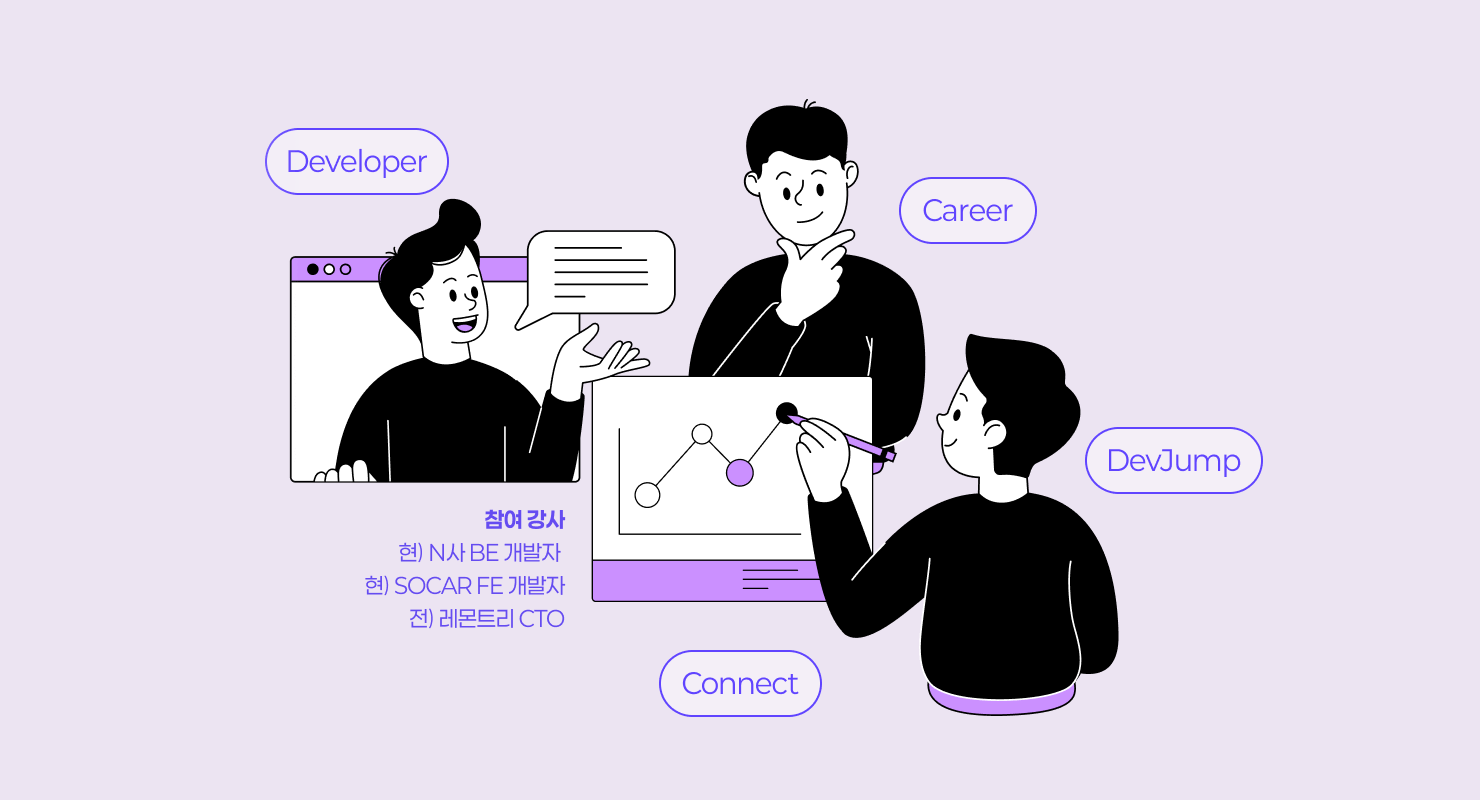 Developer
Career
DevJump
참여 강사
현) N사 BE 개발자
현) SOCAR FE 개발자
전) 레몬트리 CTO
Connect